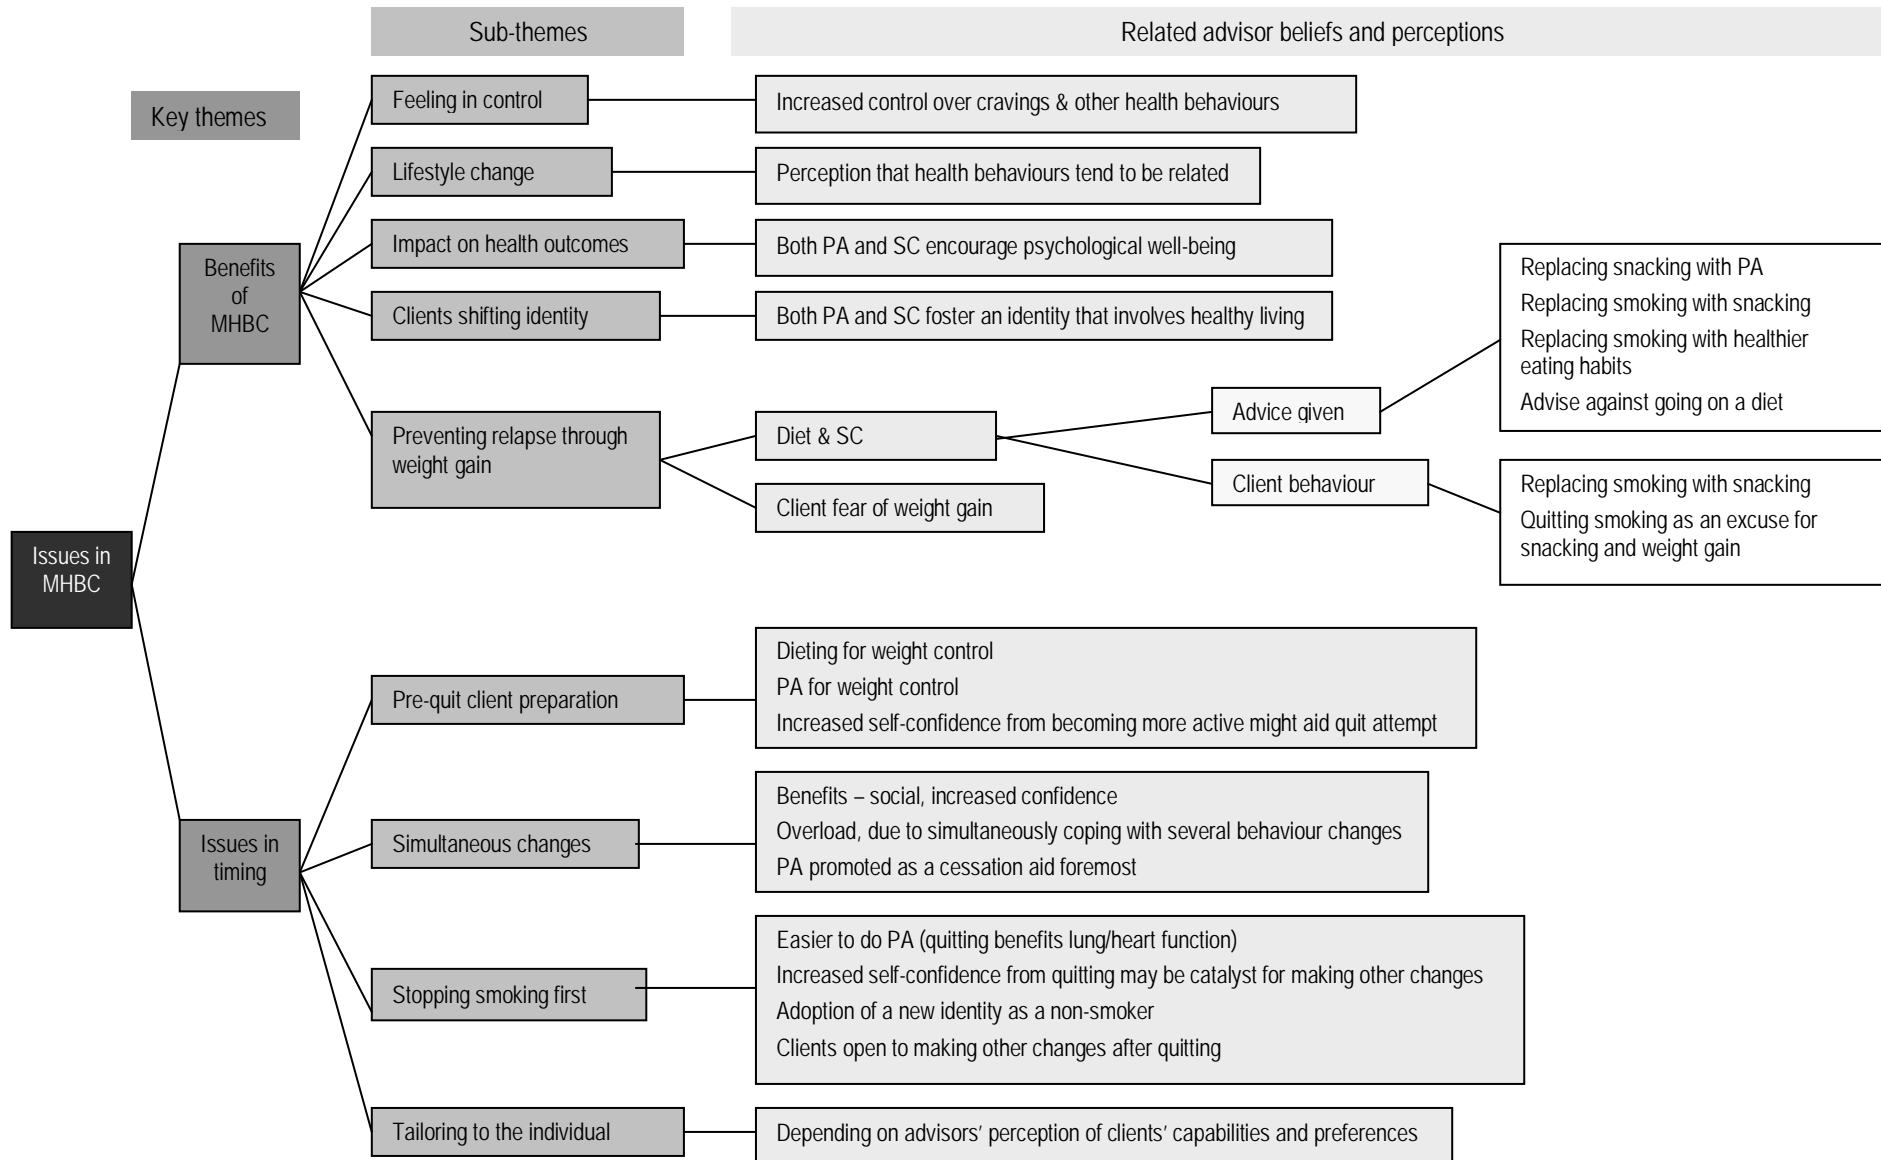 Sub-themes
Related advisor beliefs and perceptions
Key themes
Issues in
MHBC
Benefits
of
MHBC
Feeling in control
Increased control over cravings & other health behaviours
Lifestyle change
Perception that health behaviours tend to be related
Impact on health outcomes
Both PA and SC encourage psychological well-being
Clients shifting identity
Both PA and SC foster an identity that involves healthy living
Preventing relapse through
weight gain
Diet & SC
Advice given
Replacing snacking with PA
Replacing smoking with snacking
Replacing smoking with healthier
eating habits
Advise against going on a diet
Client behaviour
Replacing smoking with snacking
Quitting smoking as an excuse for
snacking and weight gain
Client fear of weight gain
Issues in
timing
Pre-quit client preparation
Dieting for weight control
PA for weight control
Increased self-confidence from becoming more active might aid quit attempt
Simultaneous changes
Benefits – social, increased confidence
Overload, due to simultaneously coping with several behaviour changes
PA promoted as a cessation aid foremost
Stopping smoking first
Easier to do PA (quitting benefits lung/heart function)
Increased self-confidence from quitting may be catalyst for making other changes
Adoption of a new identity as a non-smoker
Clients open to making other changes after quitting
Tailoring to the individual
Depending on advisors’ perception of clients’ capabilities and preferences